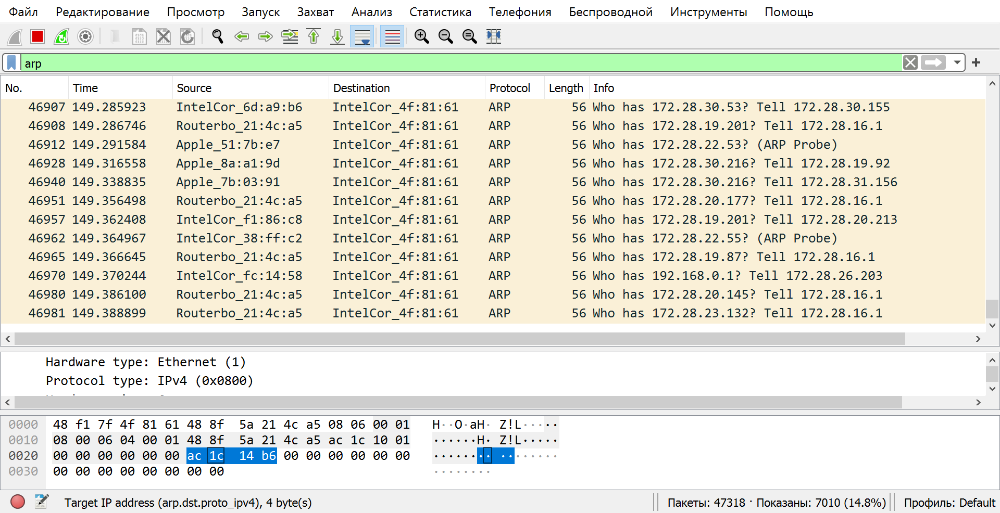 Файл Редактирование Просмотр Запуск Захват Анализ Статистика Телефония Беспроводной Инструменты Помощь
arp
No. Time Source Destination Protocol Length Info
46907 149.285923 IntelCor_6d:a9:b6 IntelCor_4f:81:61 ARP 56 Who has 172.28.30.53? Tell 172.28.30.155
46908 149.286746 Routerbo_21:4c:a5 IntelCor_4f:81:61 ARP 56 Who has 172.28.19.201? Tell 172.28.16.1
46912 149.291584 Apple_51:7b:e7 IntelCor_4f:81:61 ARP 56 Who has 172.28.22.53? (ARP Probe)
46928 149.316558 Apple_8a:a1:9d IntelCor_4f:81:61 ARP 56 Who has 172.28.30.216? Tell 172.28.19.92
46940 149.338835 Apple_7b:03:91 IntelCor_4f:81:61 ARP 56 Who has 172.28.30.216? Tell 172.28.31.156
46951 149.356498 Routerbo_21:4c:a5 IntelCor_4f:81:61 ARP 56 Who has 172.28.20.177? Tell 172.28.16.1
46957 149.362408 IntelCor_f1:86:c8 IntelCor_4f:81:61 ARP 56 Who has 172.28.19.201? Tell 172.28.20.213
46962 149.364967 IntelCor_38:ff:c2 IntelCor_4f:81:61 ARP 56 Who has 172.28.22.55? (ARP Probe)
46965 149.366645 Routerbo_21:4c:a5 IntelCor_4f:81:61 ARP 56 Who has 172.28.19.87? Tell 172.28.16.1
46970 149.370244 IntelCor_fc:14:58 IntelCor_4f:81:61 ARP 56 Who has 192.168.0.1? Tell 172.28.26.203
46980 149.386100 Routerbo_21:4c:a5 IntelCor_4f:81:61 ARP 56 Who has 172.28.20.145? Tell 172.28.16.1
46981 149.388899 Routerbo_21:4c:a5 IntelCor_4f:81:61 ARP 56 Who has 172.28.23.132? Tell 172.28.16.1
Hardware type: Ethernet (1)
Protocol type: IPv4 (0x0800)
0000 48 f1 7f 4f 81 61 48 8f 5a 21 4c a5 08 06 00 01 H··O·aH· Z!L·····
0010 08 00 06 04 00 01 48 8f 5a 21 4c a5 ac 1c 10 01 ······H· Z!L·····
0020 00 00 00 00 00 00 ac 1c 14 b6 00 00 00 00 00 00 ········ ········
0030 00 00 00 00 00 00 00 00 ········
Target IP address (arp.dst.proto_ipv4), 4 byte(s) Пакеты: 47318 · Показаны: 7010 (14.8%) Профиль: Default